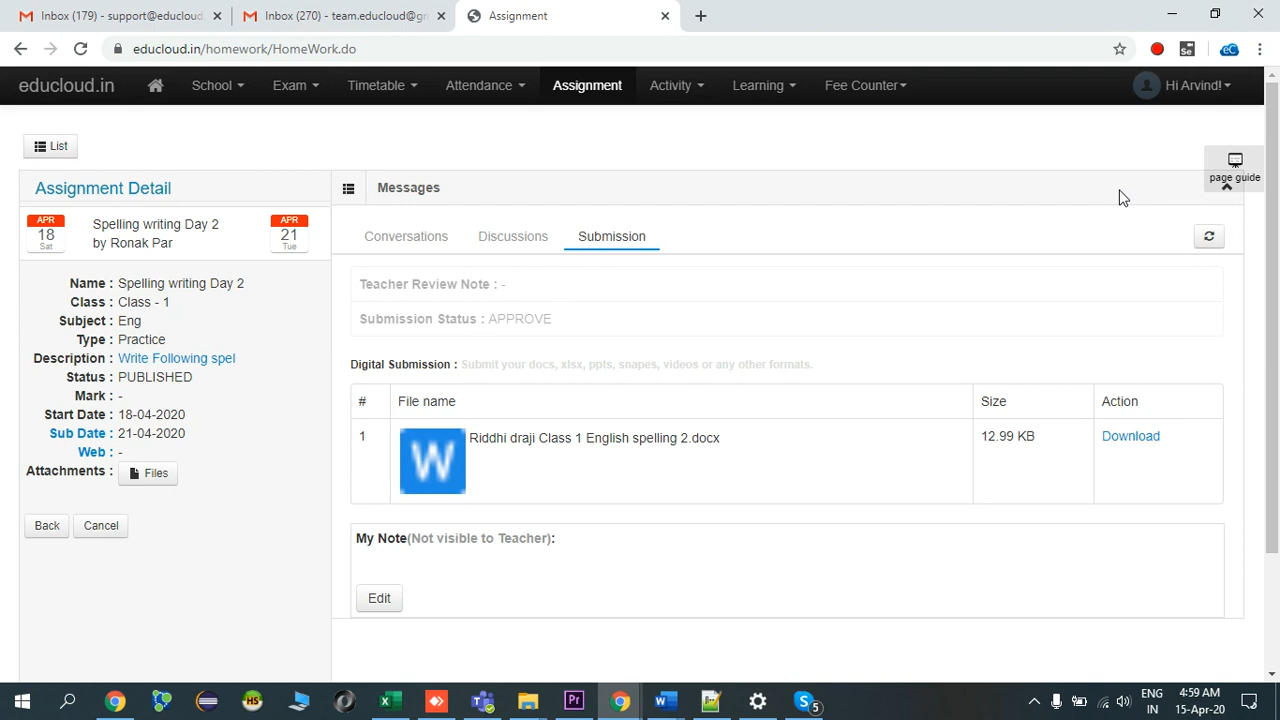 Inbox (179) - support@educloud.
Inbox (270) - team.educloud@gr
Assignment
educloud.in/homework/HomeWork.do
educloud.in
School
Exam
Timetable
Attendance
Assignment
Activity
Learning
Fee Counter
Hi Arvind!
List
page guide
Assignment Detail
Messages
APR
18
Sat
Spelling writing Day 2
by Ronak Par
APR
21
Tue
Conversations
Discussions
Submission
Name : Spelling writing Day 2
Class : Class - 1
Subject : Eng
Type : Practice
Description : Write Following spel
Status : PUBLISHED
Mark : -
Start Date : 18-04-2020
Sub Date : 21-04-2020
Web : -
Attachments : Files
Back
Cancel
Teacher Review Note : -
Submission Status : APPROVE
Digital Submission : Submit your docs, xlsx, ppts, snapes, videos or any other formats.
# File name Size Action
1 W Riddhi draji Class 1 English spelling 2.docx 12.99 KB Download
My Note(Not visible to Teacher):
Edit
HS
X
Pr
W
S 5
ENG
IN
4:59 AM
15-Apr-20